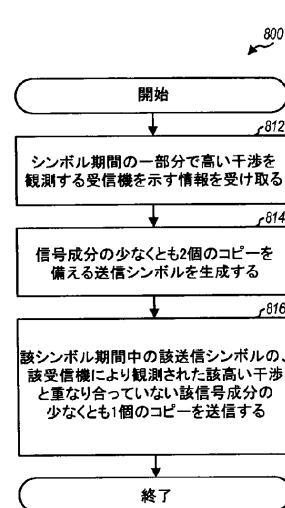 800
開始
812
シンボル期間の一部分で高い干渉を
観測する受信機を示す情報を受け取る
814
信号成分の少なくとも2個のコピーを
備える送信シンボルを生成する
816
該シンボル期間中の該送信シンボルの、
該受信機により観測された該高い干渉
と重なり合っていない該信号成分の
少なくとも1個のコピーを送信する
終了